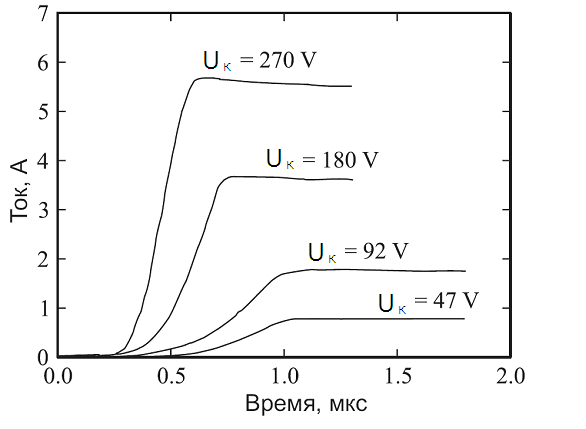 7
6
5
4
3
2
1
0
Ток, А
Uк = 270 V
Uк = 180 V
Uк = 92 V
Uк = 47 V
0.0 0.5 1.0 1.5 2.0
Время, мкс